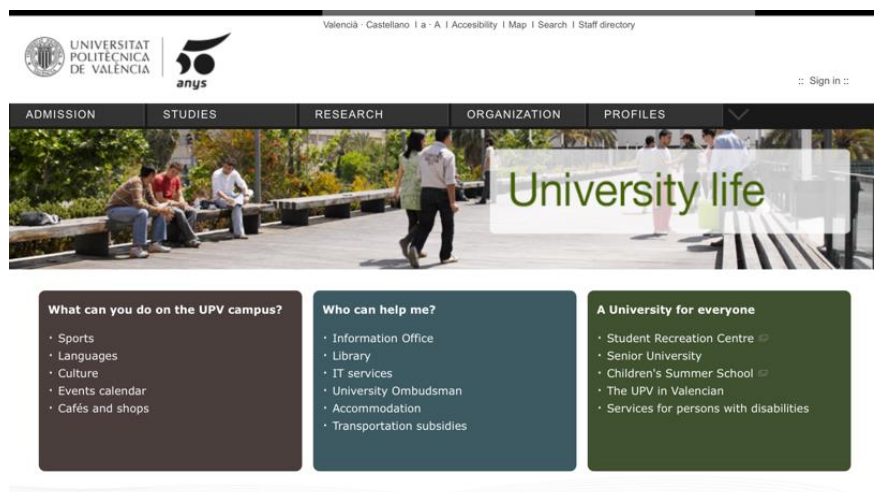 Valencià · Castellano I a · A I Accesibility I Map I Search I Staff directory
UNIVERSITAT
POLITÈCNICA
DE VALÈNCIA
50
anys
:: Sign in ::
ADMISSION STUDIES RESEARCH ORGANIZATION PROFILES
University life
What can you do on the UPV campus?
· Sports
· Languages
· Culture
· Events calendar
· Cafés and shops
Who can help me?
· Information Office
· Library
· IT services
· University Ombudsman
· Accommodation
· Transportation subsidies
A University for everyone
· Student Recreation Centre
· Senior University
· Children's Summer School
· The UPV in Valencian
· Services for persons with disabilities